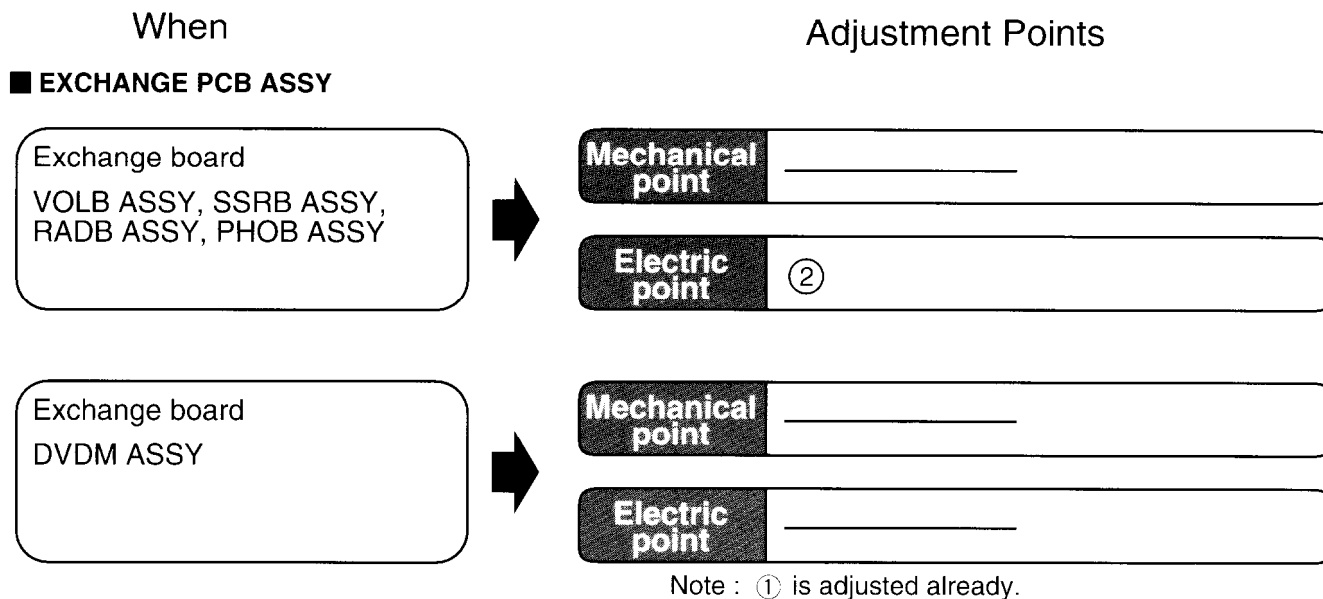 When
Adjustment Points
■ EXCHANGE PCB ASSY
Exchange board
VOLB ASSY, SSRB ASSY,
RADB ASSY, PHOB ASSY
Mechanical
point
Electric
point
②
Exchange board
DVDM ASSY
Mechanical
point
Electric
point
Note : ① is adjusted already.